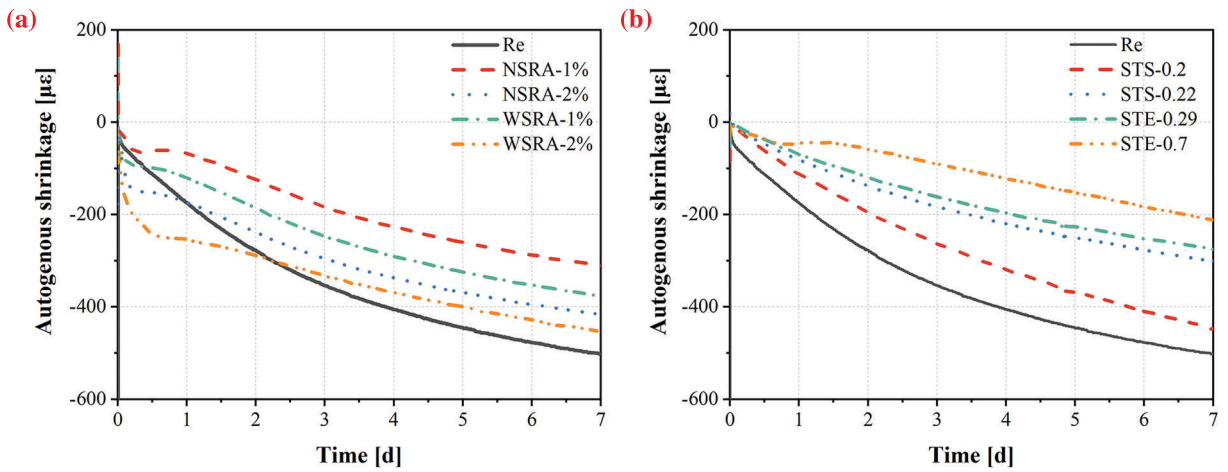 (a)
200
0
-200
-400
-600
Autogenous shrinkage [με]
Re
NSRA-1%
NSRA-2%
WSRA-1%
WSRA-2%
0 1 2 3 4 5 6 7
Time [d]
(b)
200
0
-200
-400
-600
Autogenous shrinkage [με]
Re
STS-0.2
STS-0.22
STE-0.29
STE-0.7
0 1 2 3 4 5 6 7
Time [d]